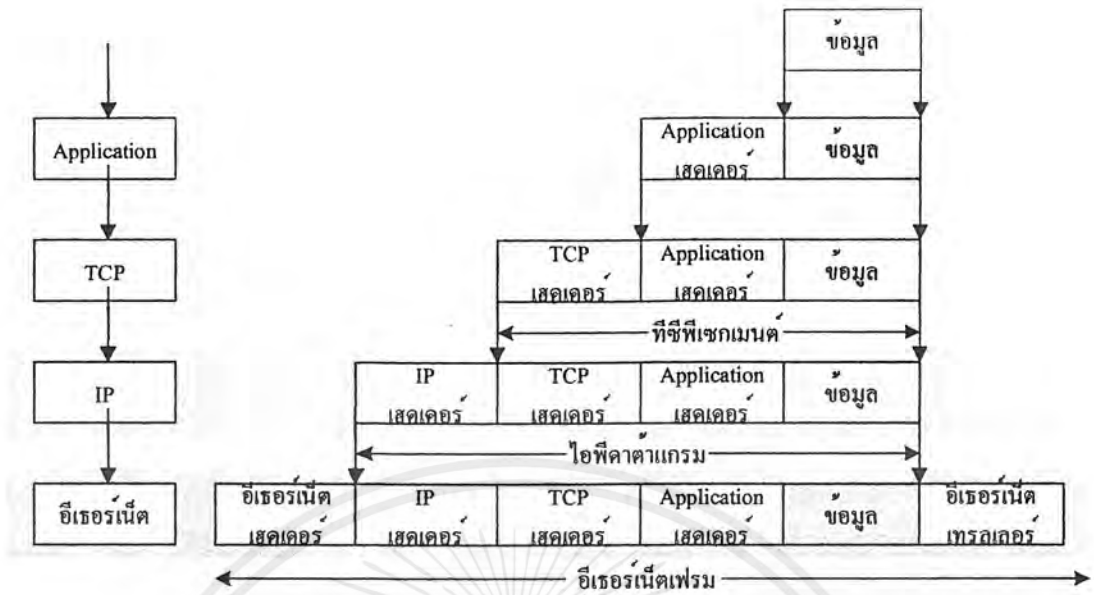 ข้อมูล
Application
Application
เฮดเดอร์
ข้อมูล
TCP
TCP
เฮดเดอร์
Application
เฮดเดอร์
ข้อมูล
ทีซีพีเซกเมนต์
IP
IP
เฮดเดอร์
TCP
เฮดเดอร์
Application
เฮดเดอร์
ข้อมูล
ไอพีดาต้าแกรม
อีเธอร์เน็ต
อีเธอร์เน็ต
เฮดเดอร์
IP
เฮดเดอร์
TCP
เฮดเดอร์
Application
เฮดเดอร์
ข้อมูล
อีเธอร์เน็ต
เทรลเลอร์
อีเธอร์เน็ตเฟรม